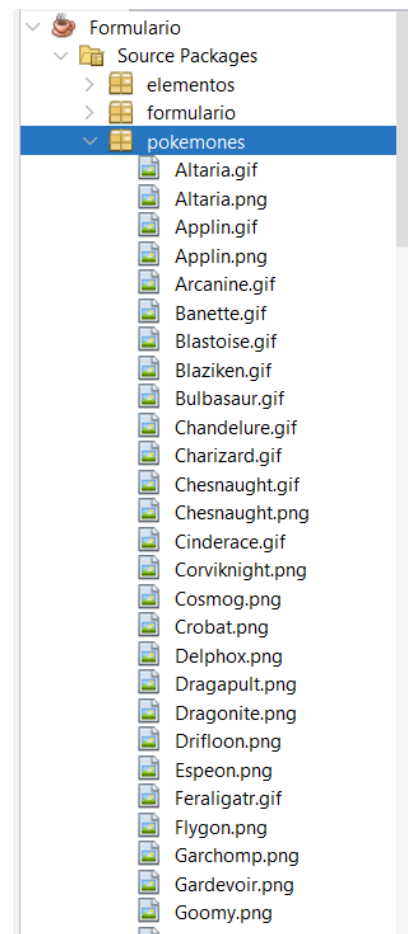 Formulario
Source Packages
elementos
formulario
pokemones
Altaria.gif
Altaria.png
Applin.gif
Applin.png
Arcanine.gif
Banette.gif
Blastoise.gif
Blaziken.gif
Bulbasaur.gif
Chandelure.gif
Charizard.gif
Chesnaught.gif
Chesnaught.png
Cinderace.gif
Corviknight.png
Cosmog.png
Crobat.png
Delphox.png
Dragapult.png
Dragonite.png
Drifloon.png
Espeon.png
Feraligatr.gif
Flygon.png
Garchomp.png
Gardevoir.png
Goomy.png